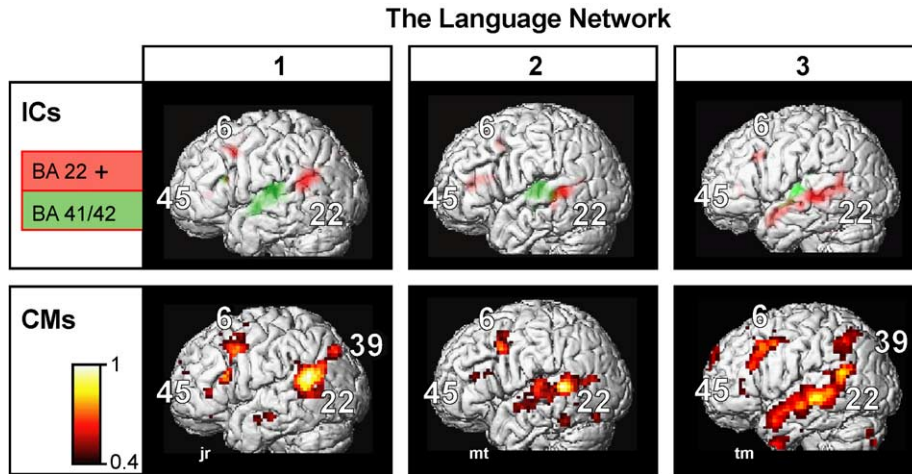 The Language Network
1 2 3
ICs
BA 22 +
BA 41/42
6 45 22
6 45 22
6 45 22
CMs
1
0.4
6 39 45 22 jr
6 45 22 mt
6 39 45 22 tm